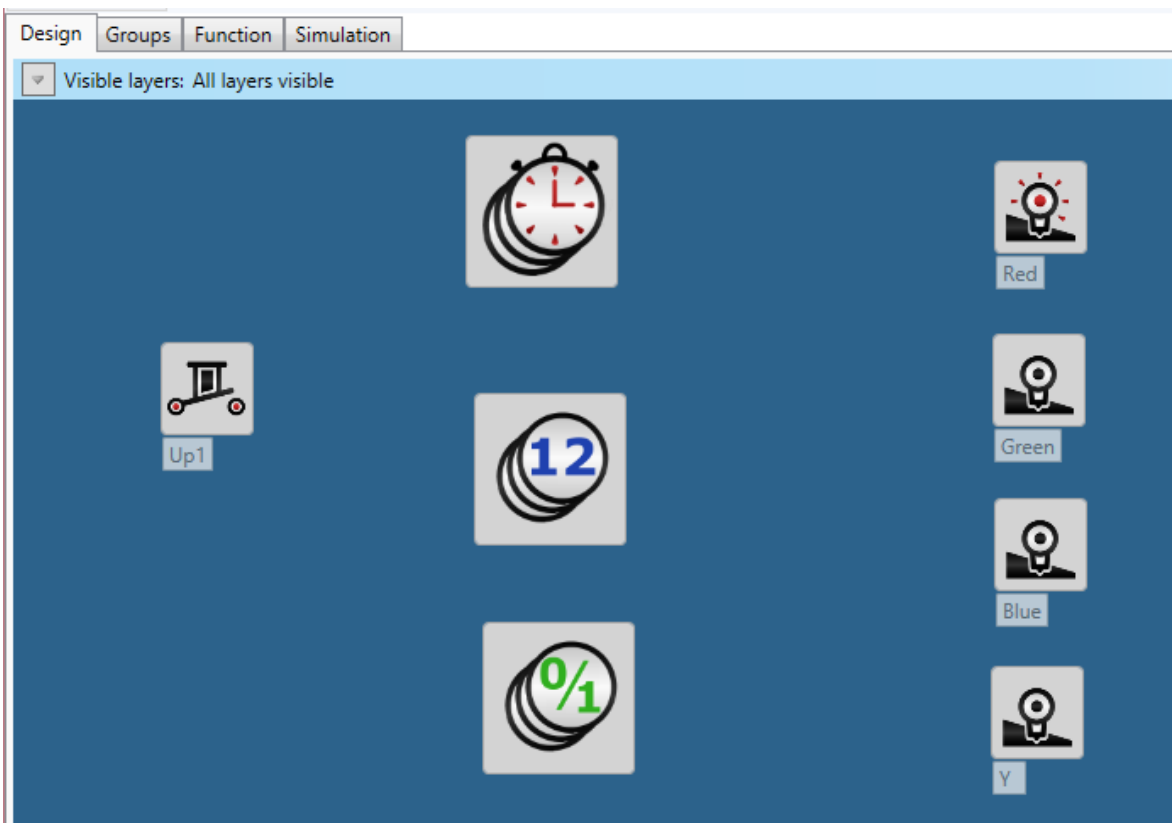 Design Groups Function Simulation
Visible layers: All layers visible
Red
Up1
12
Green
Blue
0/1
Y